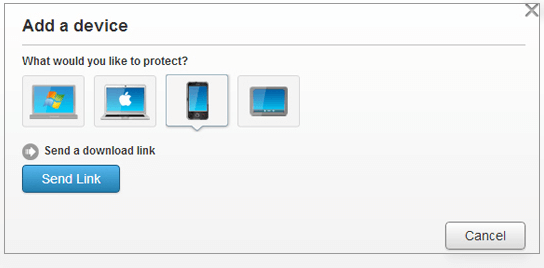 Add a device
What would you like to protect?
Send a download link
Send Link
Cancel